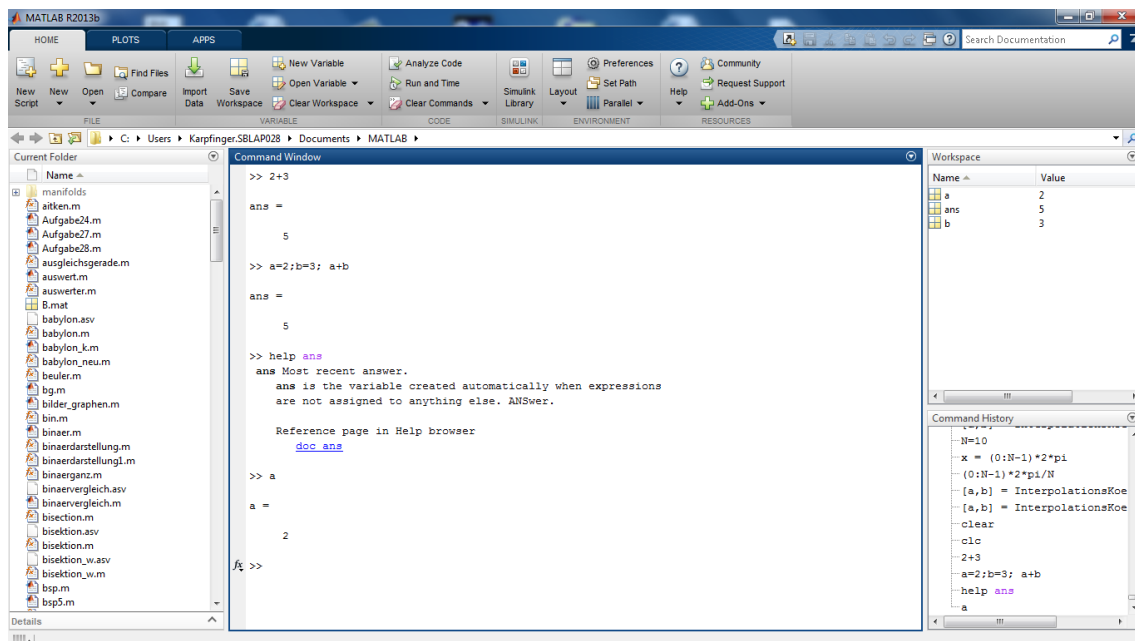 MATLAB R2013b
HOME PLOTS APPS
Search Documentation
New Script
New
Open
Find Files
Compare
Import Data
Save Workspace
New Variable
Open Variable
Clear Workspace
Analyze Code
Run and Time
Clear Commands
Simulink Library
Layout
Preferences
Set Path
Parallel
Help
Community
Request Support
Add-Ons
FILE VARIABLE CODE SIMULINK ENVIRONMENT RESOURCES
C: Users Karpfinger.SBLAP028 Documents MATLAB
Current Folder
Name
manifolds
aitken.m
Aufgabe24.m
Aufgabe27.m
Aufgabe28.m
ausgleichsgerade.m
auswert.m
auswerter.m
B.mat
babylon.asv
babylon.m
babylon_k.m
babylon_neu.m
beuler.m
bg.m
bilder_graphen.m
bin.m
binaer.m
binaerdarstellung.m
binaerdarstellung1.m
binaerganz.m
binaervergleich.asv
binaervergleich.m
bisection.m
bisektion.asv
bisektion.m
bisektion_w.asv
bisektion_w.m
bsp.m
bsp5.m
Details
Command Window
>> 2+3
ans =
5
>> a=2;b=3; a+b
ans =
5
>> help ans
ans Most recent answer.
ans is the variable created automatically when expressions
are not assigned to anything else. ANSwer.
Reference page in Help browser
doc ans
>> a
a =
2
fx >>
Workspace
Name Value
a 2
ans 5
b 3
Command History
N=10
x = (0:N-1)*2*pi
(0:N-1)*2*pi/N
[a,b] = InterpolationsKoe
[a,b] = InterpolationsKoe
clear
clc
2+3
a=2;b=3; a+b
help ans
a